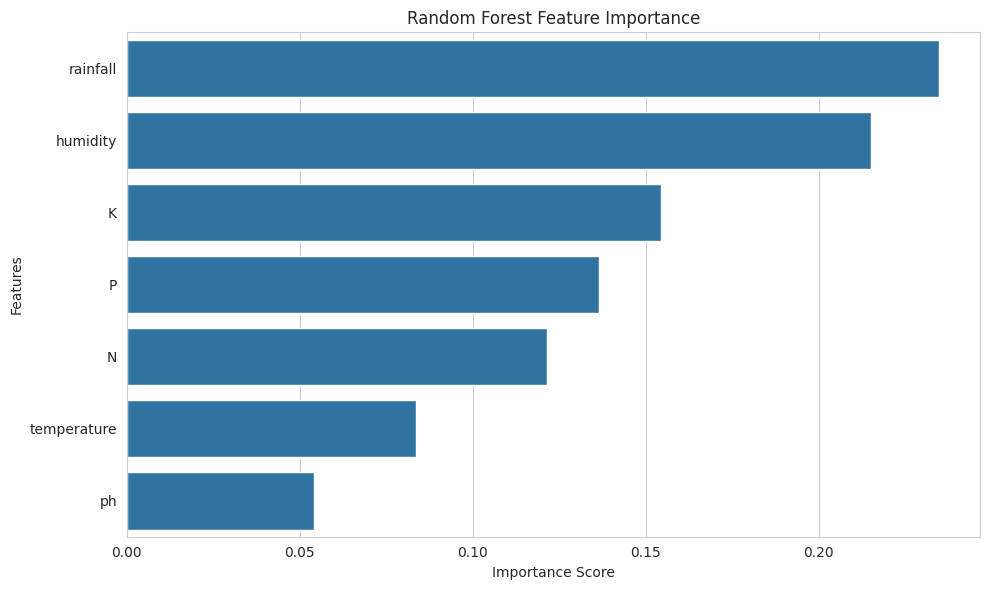 Random Forest Feature Importance
rainfall
humidity
K
P
N
temperature
ph
Features
0.00 0.05 0.10 0.15 0.20
Importance Score